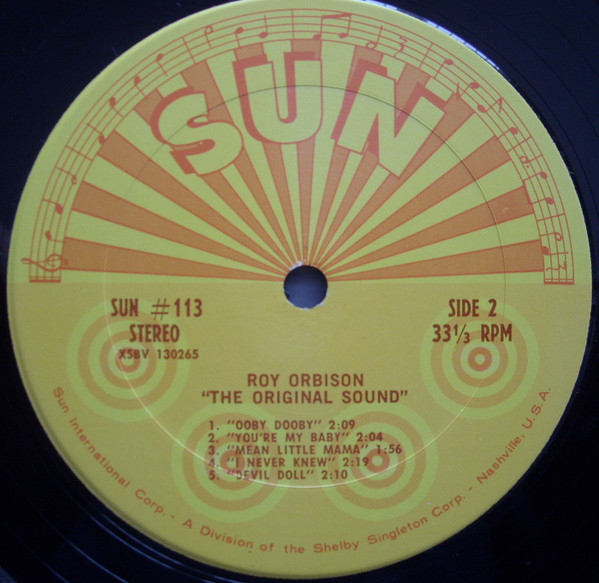 SUN
SUN #113
STEREO
XSBV 130265
SIDE 2
33⅓ RPM
ROY ORBISON
"THE ORIGINAL SOUND"
1. "OOBY DOOBY" 2:09
2. "YOU'RE MY BABY" 2:04
3. "MEAN LITTLE MAMA" 1:56
4. "I NEVER KNEW" 2:19
5. "DEVIL DOLL" 2:10
Sun International Corp. - A Division of the Shelby Singleton Corp. - Nashville, U.S.A.